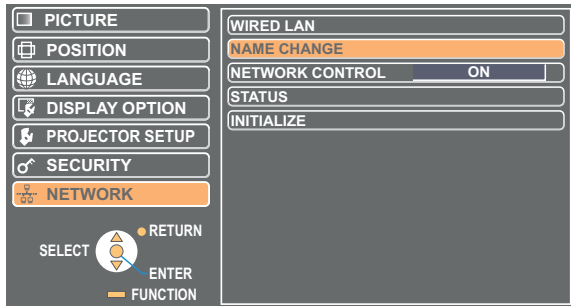 PICTURE
POSITION
LANGUAGE
DISPLAY OPTION
PROJECTOR SETUP
SECURITY
NETWORK
RETURN
SELECT
ENTER
FUNCTION
WIRED LAN
NAME CHANGE
NETWORK CONTROL ON
STATUS
INITIALIZE